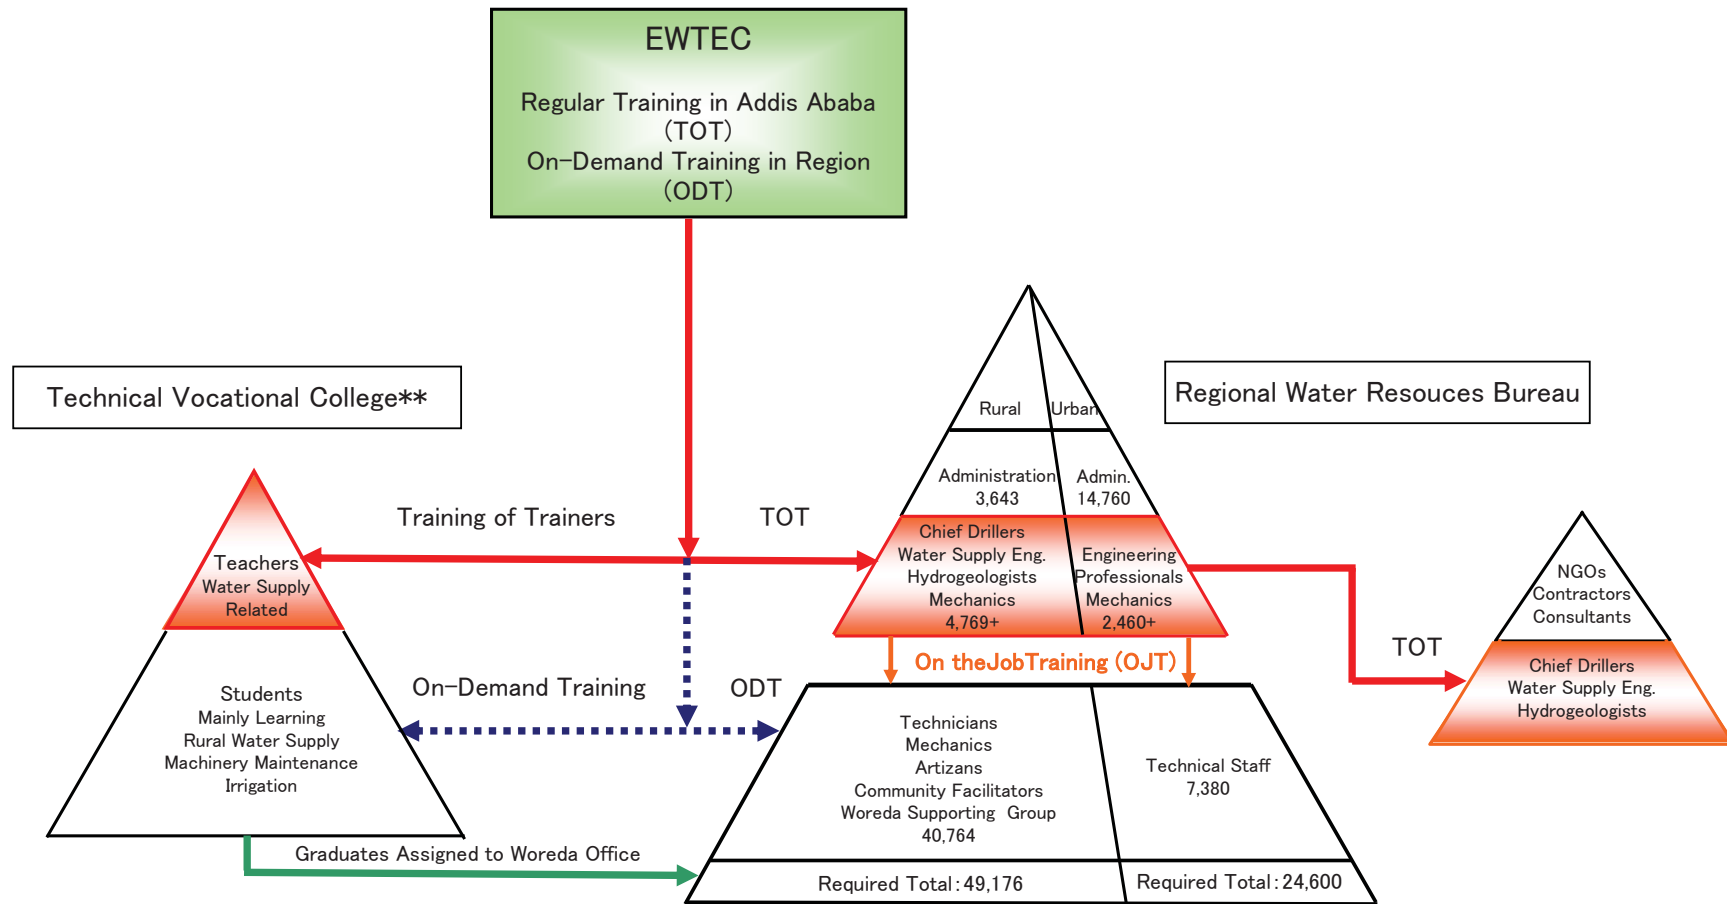 EWTEC
Regular Training in Addis Ababa
(TOT)
On-Demand Training in Region
(ODT)
Technical Vocational College**
Regional Water Resouces Bureau
Rural
Urban
Administration
3,643
Admin.
14,760
Training of Trainers
TOT
Chief Drillers
Water Supply Eng.
Hydrogeologists
Mechanics
4,769+
Engineering
Professionals
Mechanics
2,460+
Teachers
Water Supply
Related
NGOs
Contractors
Consultants
TOT
Chief Drillers
Water Supply Eng.
Hydrogeologists
On theJobTraining (OJT)
On-Demand Training
ODT
Students
Mainly Learning
Rural Water Supply
Machinery Maintenance
Irrigation
Technicians
Mechanics
Artizans
Community Facilitators
Woreda Supporting Group
40,764
Technical Staff
7,380
Graduates Assigned to Woreda Office
Required Total:49,176
Required Total:24,600